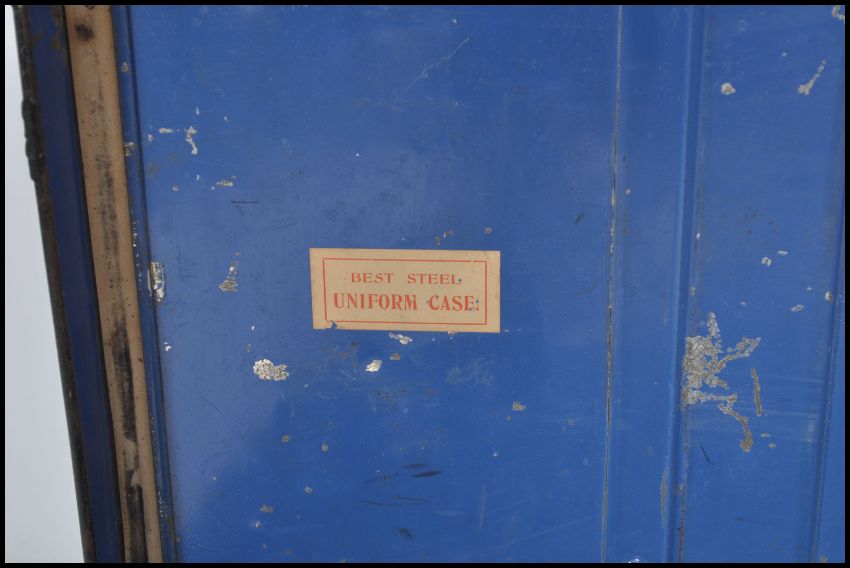 BEST STEEL
UNIFORM CASE.